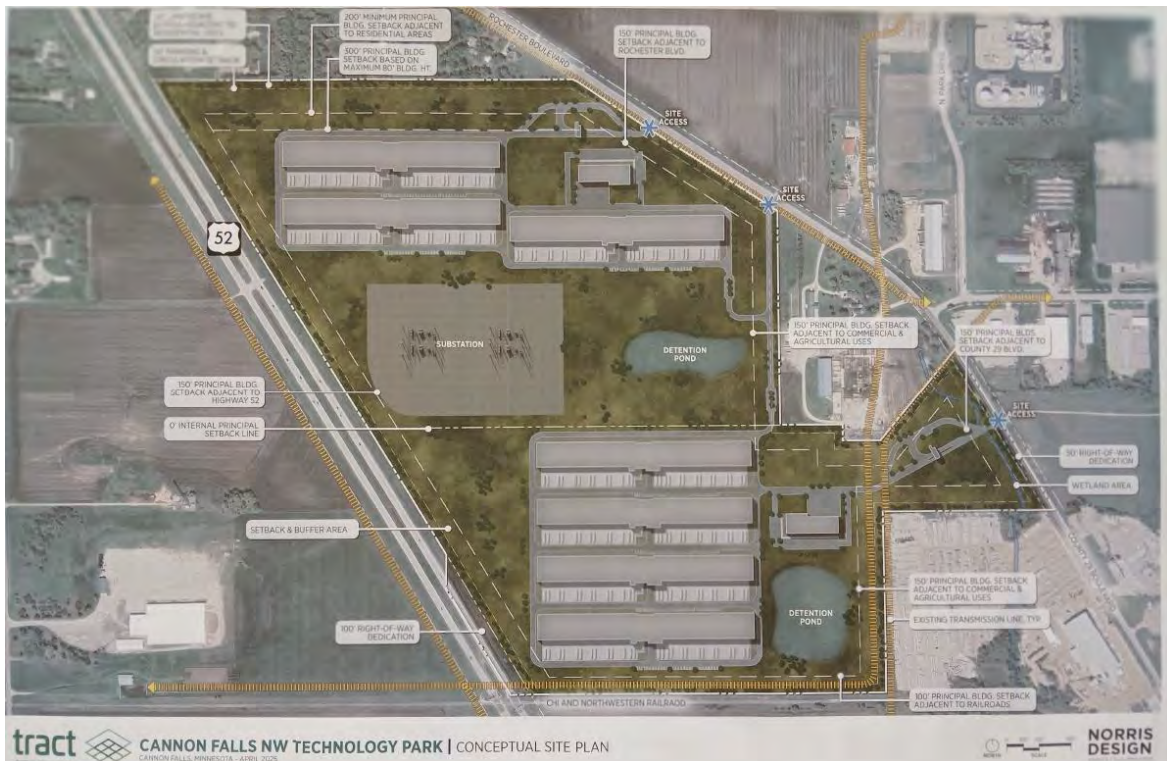 200' MINIMUM PRINCIPAL
BLDG. SETBACK ADJACENT
TO RESIDENTIAL AREAS
300' PRINCIPAL BLDG.
SETBACK BASED ON
MAXIMUM 80' BLDG. HT.
ROCHESTER BOULEVARD
150' PRINCIPAL BLDG.
SETBACK ADJACENT TO
ROCHESTER BLVD.
N. PARK DRIVE
SITE
ACCESS
SITE
ACCESS
52
SUBSTATION
DETENTION
POND
150' PRINCIPAL BLDG. SETBACK
ADJACENT TO COMMERCIAL &
AGRICULTURAL USES
150' PRINCIPAL BLDG.
SETBACK ADJACENT TO
COUNTY 29 BLVD.
150' PRINCIPAL BLDG.
SETBACK ADJACENT TO
HIGHWAY 52
0' INTERNAL PRINCIPAL
SETBACK LINE
SITE
ACCESS
50' RIGHT-OF-WAY
DEDICATION
WETLAND AREA
SETBACK & BUFFER AREA
150' PRINCIPAL BLDG. SETBACK
ADJACENT TO COMMERCIAL &
AGRICULTURAL USES
DETENTION
POND
EXISTING TRANSMISSION LINE, TYP.
100' RIGHT-OF-WAY
DEDICATION
100' PRINCIPAL BLDG. SETBACK
ADJACENT TO RAILROADS
CHI AND NORTHWESTERN RAILRAOD
tract
CANNON FALLS NW TECHNOLOGY PARK | CONCEPTUAL SITE PLAN
CANNON FALLS, MINNESOTA - APRIL 2025
NORTH
SCALE
NORRIS
DESIGN